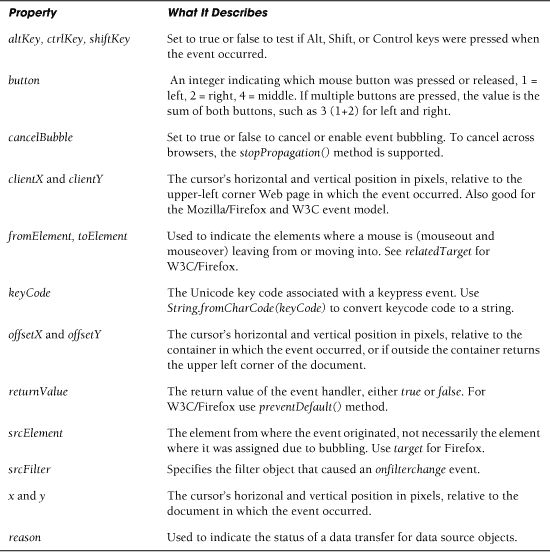 Property What It Describes
altKey, ctrlKey, shiftKey Set to true or false to test if Alt, Shift, or Control keys were pressed when
the event occurred.
button An integer indicating which mouse button was pressed or released, 1 =
left, 2 = right, 4 = middle. If multiple buttons are pressed, the value is the
sum of both buttons, such as 3 (1+2) for left and right.
cancelBubble Set to true or false to cancel or enable event bubbling. To cancel across
browsers, the stopPropagation() method is supported.
clientX and clientY The cursor's horizontal and vertical position in pixels, relative to the
upper-left corner Web page in which the event occurred. Also good for
the Mozilla/Firefox and W3C event model.
fromElement, toElement Used to indicate the elements where a mouse is (mouseout and
mouseover) leaving from or moving into. See relatedTarget for
W3C/Firefox.
keyCode The Unicode key code associated with a keypress event. Use
String.fromCharCode(keyCode) to convert keycode code to a string.
offsetX and offsetY The cursor's horizontal and vertical position in pixels, relative to the
container in which the event occurred, or if outside the container returns
the upper left corner of the document.
returnValue The return value of the event handler, either true or false. For
W3C/Firefox use preventDefault() method.
srcElement The element from where the event originated, not necessarily the element
where it was assigned due to bubbling. Use target for Firefox.
srcFilter Specifies the filter object that caused an onfilterchange event.
x and y The cursor's horizonal and vertical position in pixels, relative to the
document in which the event occurred.
reason Used to indicate the status of a data transfer for data source objects.